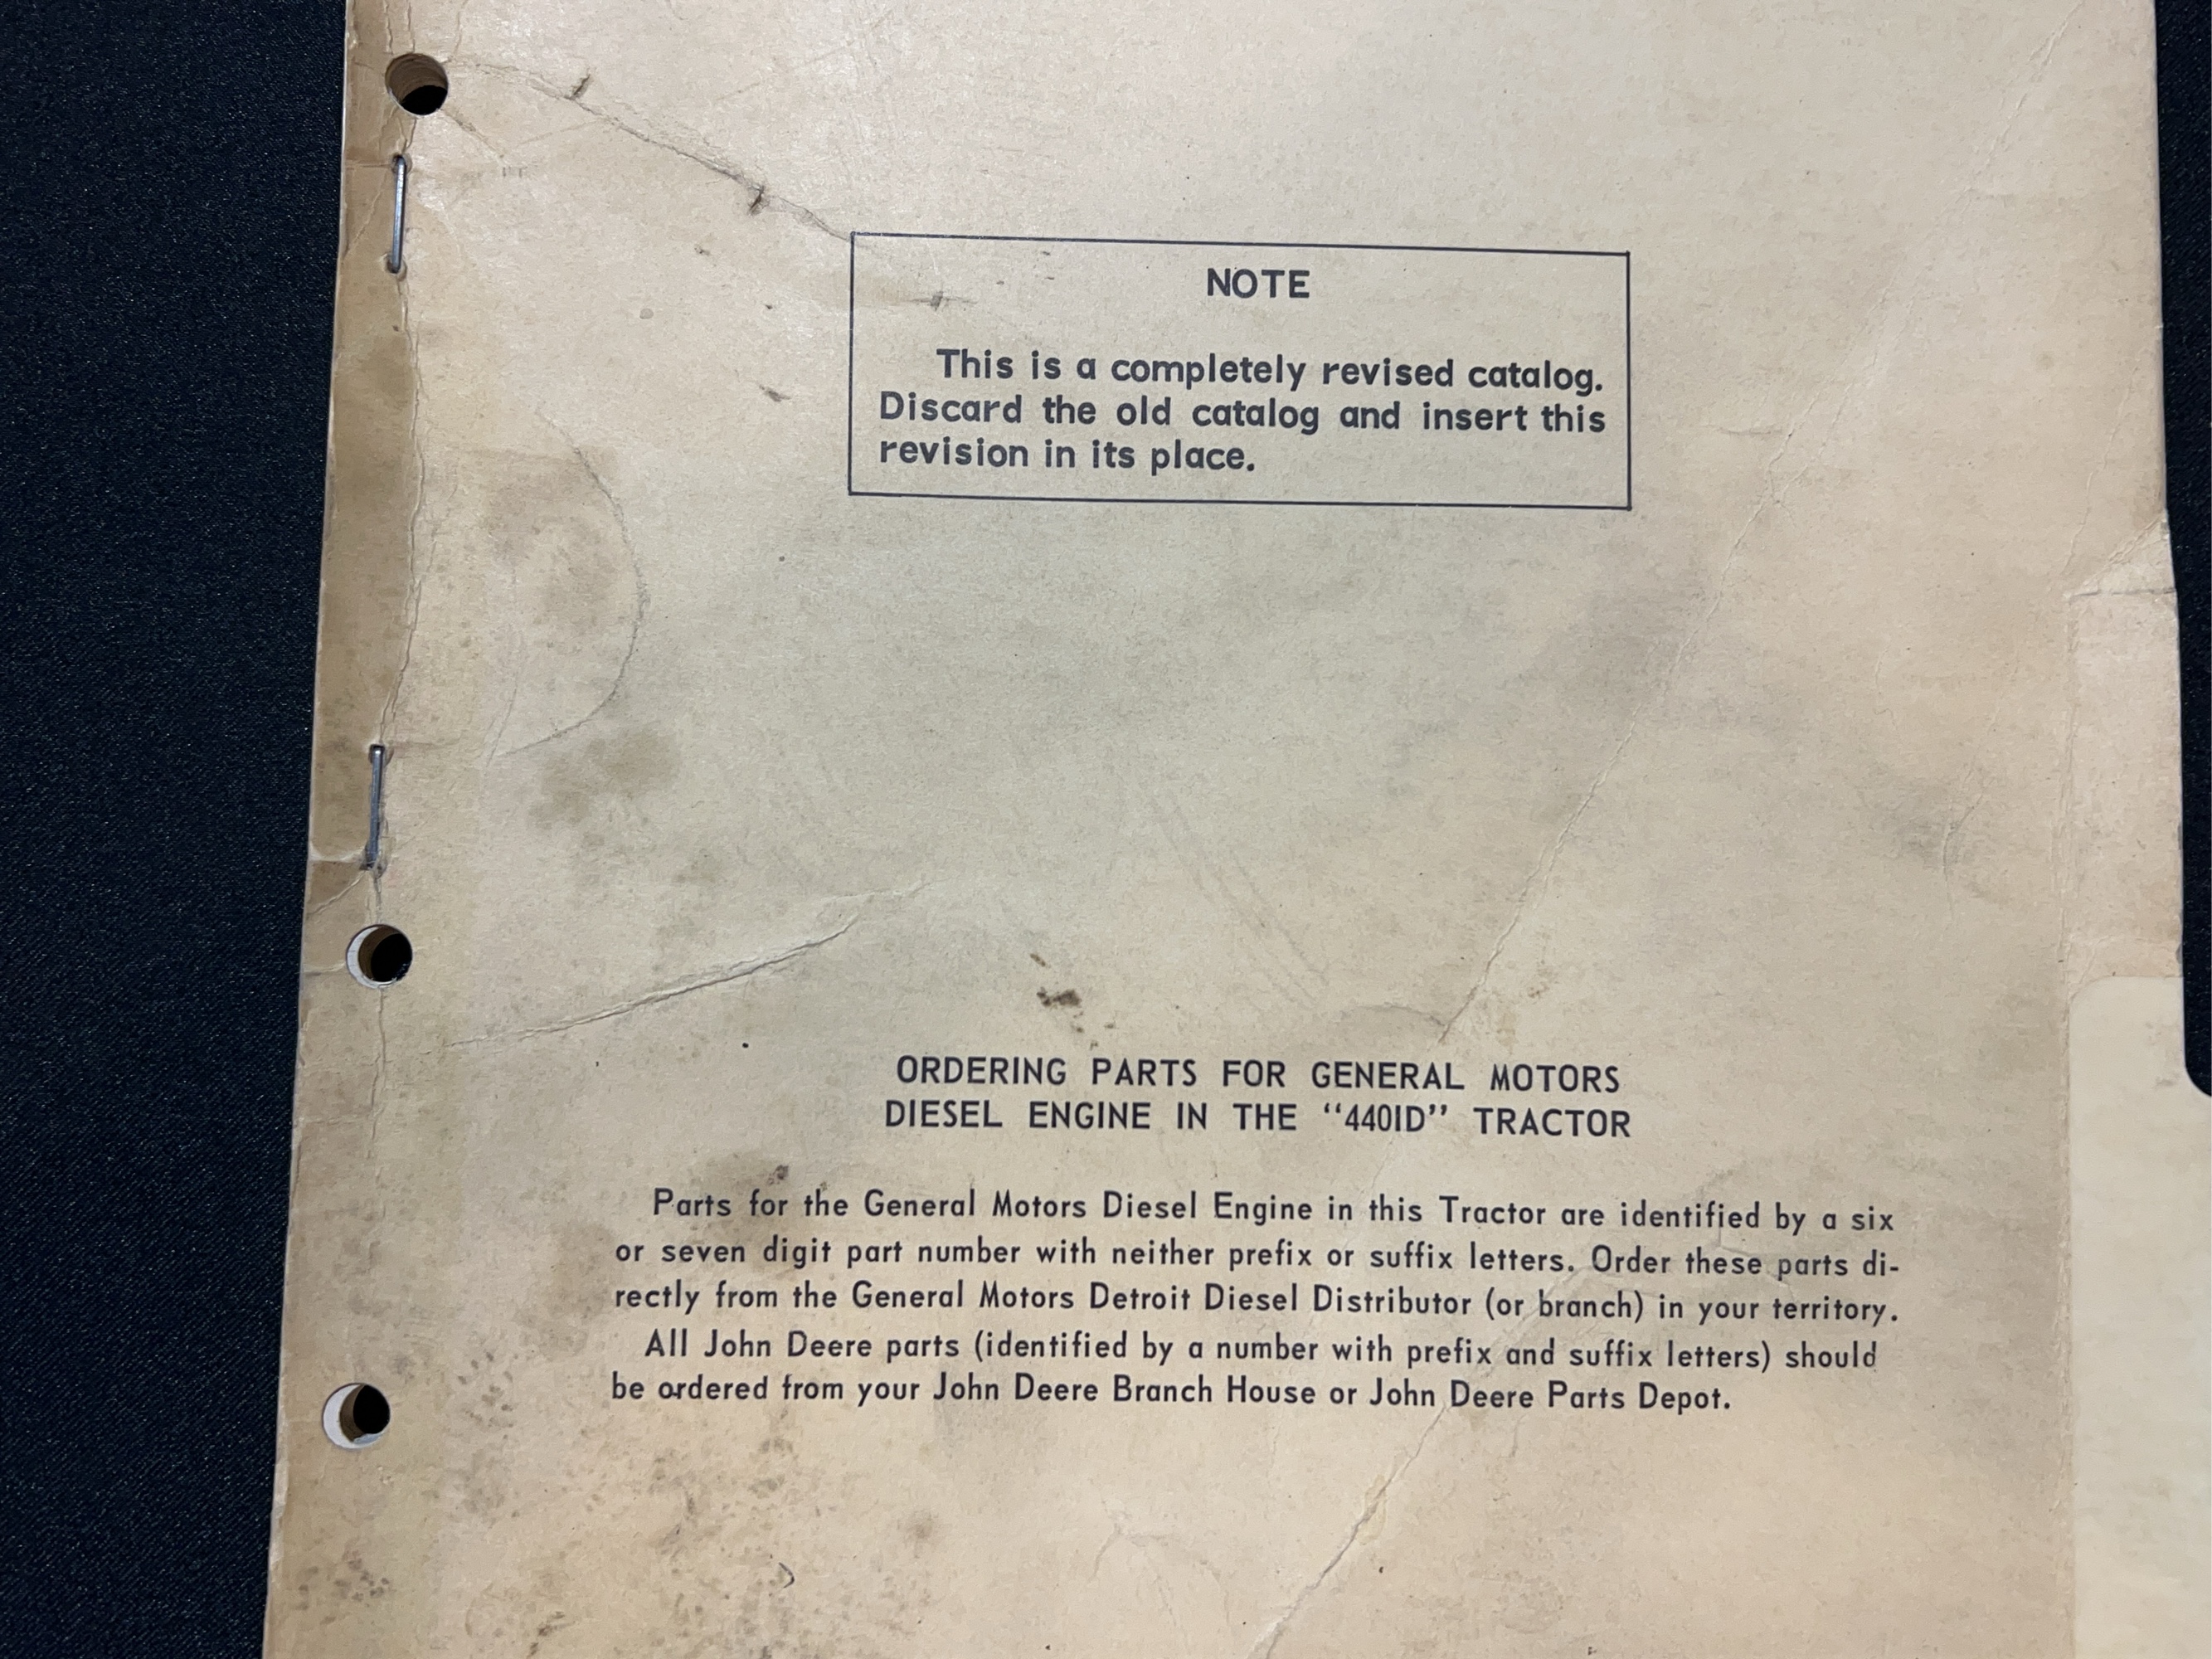 NOTE
This is a completely revised catalog.
Discard the old catalog and insert this
revision in its place.
ORDERING PARTS FOR GENERAL MOTORS
DIESEL ENGINE IN THE “440ID” TRACTOR
Parts for the General Motors Diesel Engine in this Tractor are identified by a six
or seven digit part number with neither prefix or suffix letters. Order these parts di-
rectly from the General Motors Detroit Diesel Distributor (or branch) in your territory.
All John Deere parts (identified by a number with prefix and suffix letters) should
be ordered from your John Deere Branch House or John Deere Parts Depot.